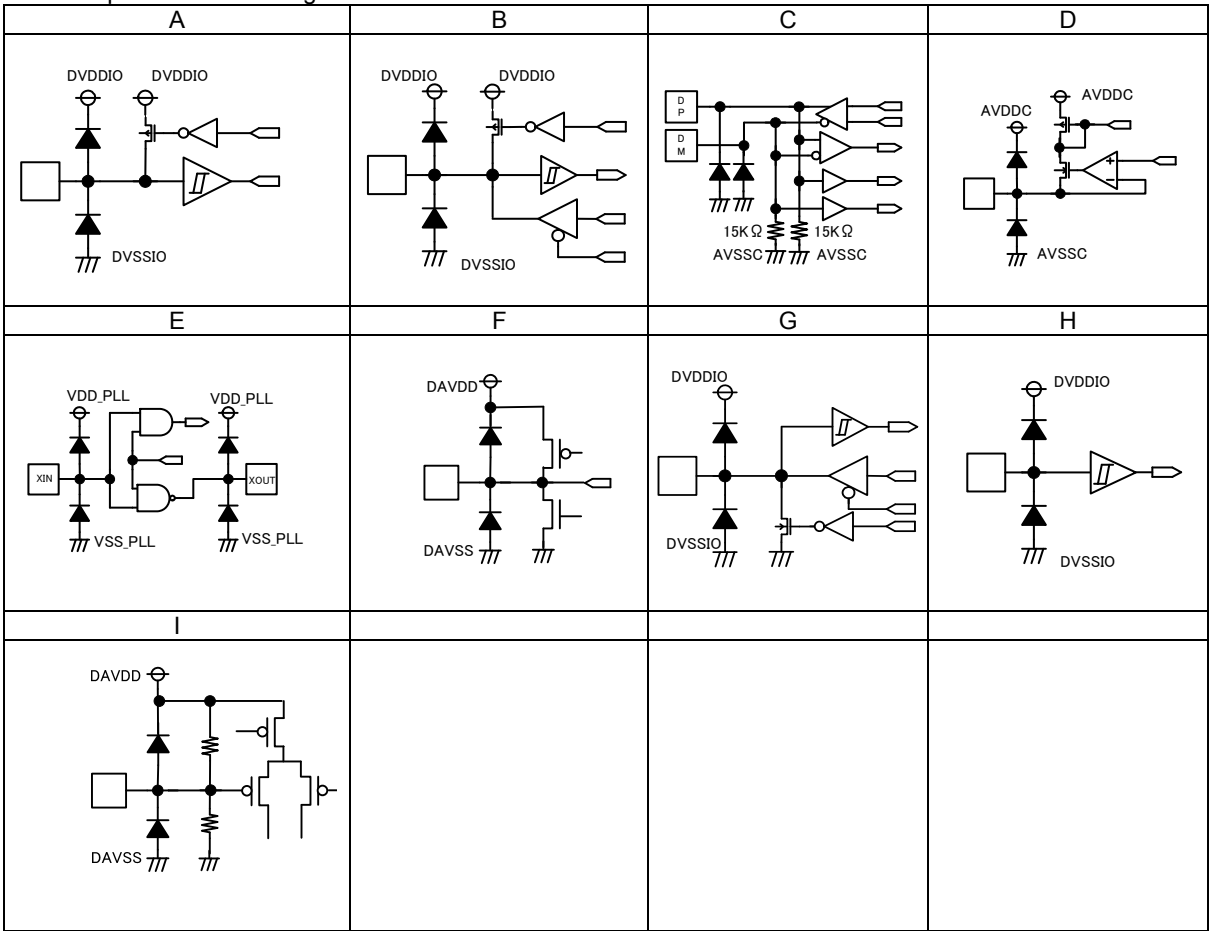 A B C D
DVDDIO DVDDIO
DVSSIO
DVDDIO DVDDIO
DVSSIO
D
P
D
M
15KΩ 15KΩ
AVSSC AVSSC
AVDDC
AVDDC
+
−
AVSSC
E F G H
VDD_PLL VDD_PLL
XIN XOUT
VSS_PLL VSS_PLL
DAVDD
DAVSS
DVDDIO
DVSSIO
DVDDIO
DVSSIO
I
DAVDD
DAVSS